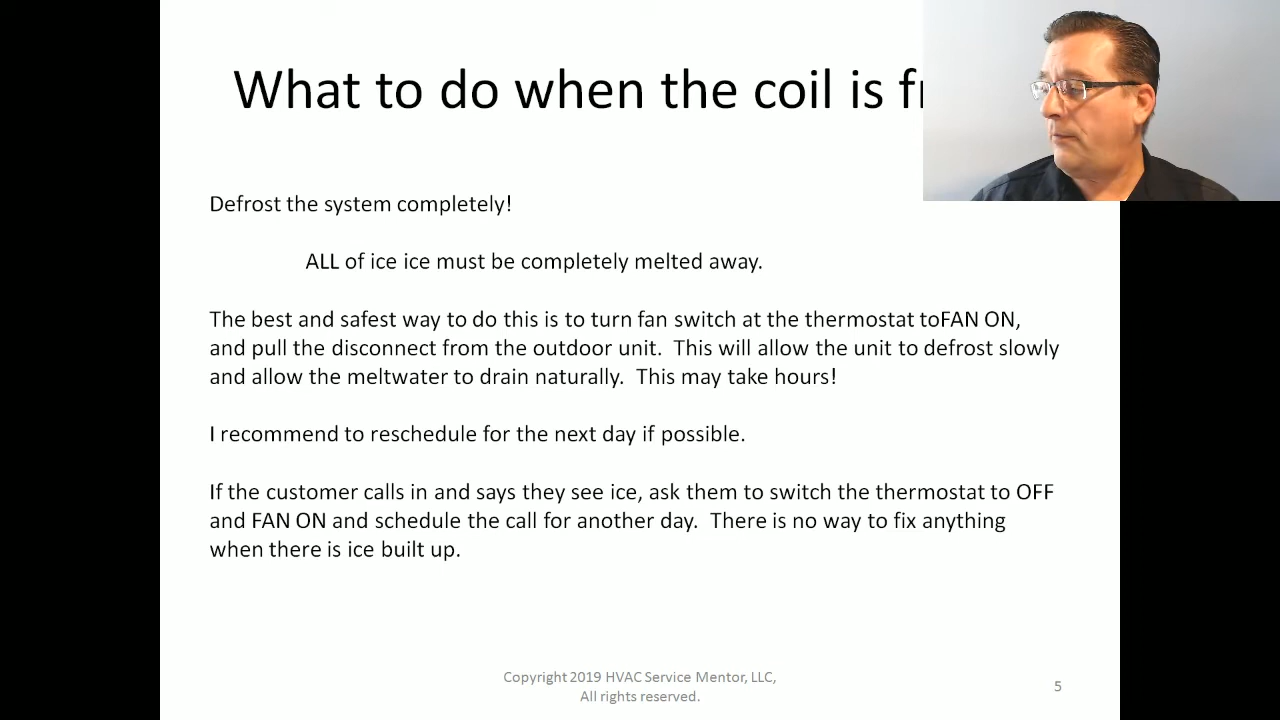 What to do when the coil is
Defrost the system completely!
ALL of ice ice must be completely melted away.
The best and safest way to do this is to turn fan switch at the thermostat toFAN ON,
and pull the disconnect from the outdoor unit.  This will allow the unit to defrost slowly
and allow the meltwater to drain naturally.  This may take hours!
I recommend to reschedule for the next day if possible.
If the customer calls in and says they see ice, ask them to switch the thermostat to OFF
and FAN ON and schedule the call for another day.  There is no way to fix anything
when there is ice built up.
Copyright 2019 HVAC Service Mentor, LLC,
All rights reserved.
5